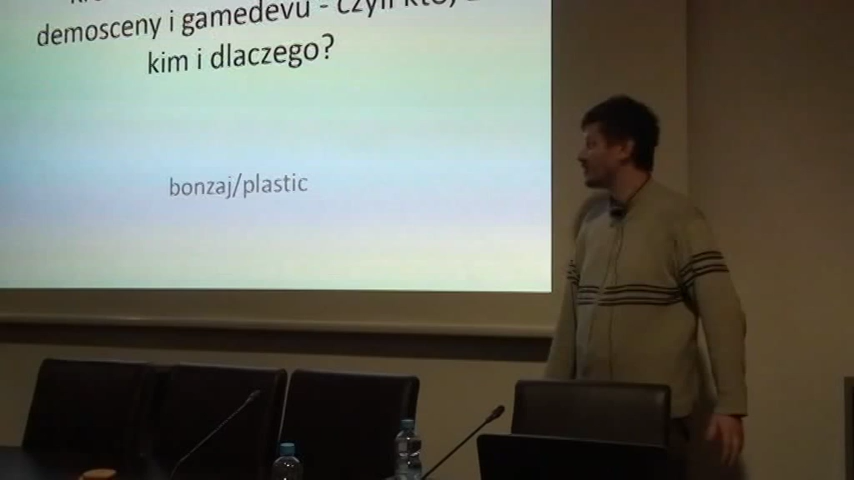 demosceny i gamedevu - czyli kto, z
kim i dlaczego?
bonzaj/plastic